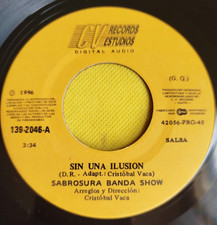 CV RECORDS
ESTUDIOS
DIGITAL AUDIO
(G. G.)
℗ 1996
139-2046-A
3:34
42056-PRG-45
SALSA
SIN UNA ILUSION
(D.R. - Adapt.: Cristóbal Vaca)
SABROSURA BANDA SHOW
Arreglos y Dirección:
Cristóbal Vaca